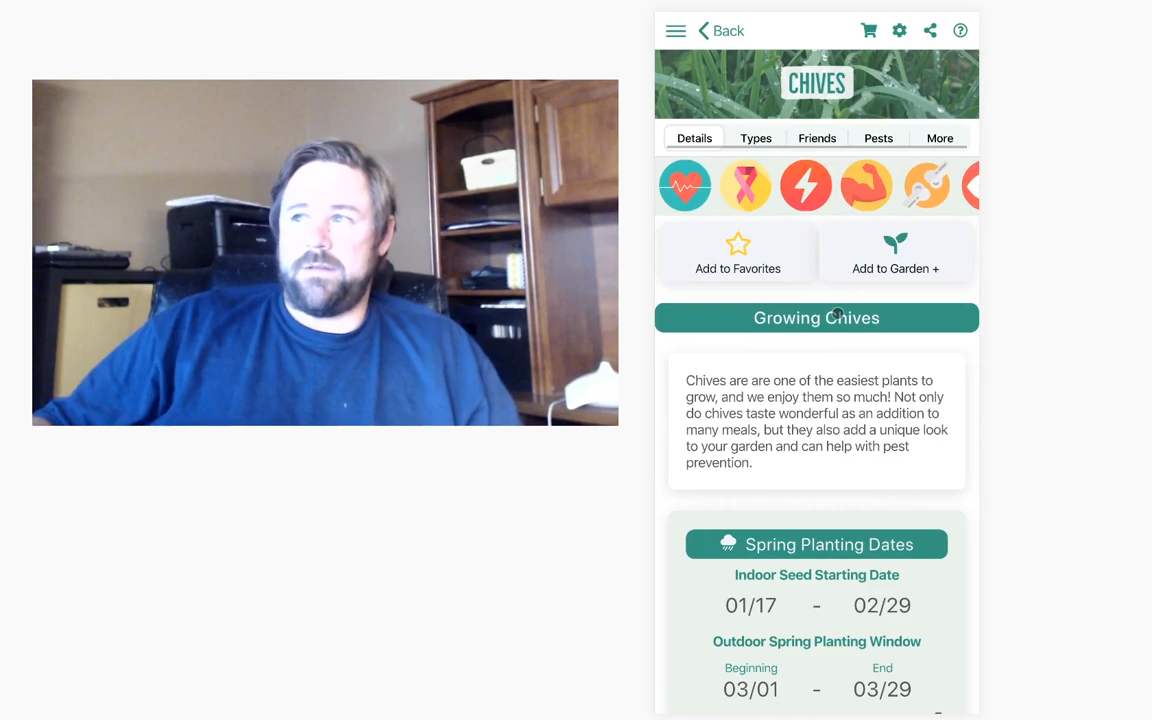 Back
CHIVES
Details Types Friends Pests More
Add to Favorites Add to Garden +
Growing Chives
Chives are are one of the easiest plants to
grow, and we enjoy them so much! Not only
do chives taste wonderful as an addition to
many meals, but they also add a unique look
to your garden and can help with pest
prevention.
Spring Planting Dates
Indoor Seed Starting Date
01/17 - 02/29
Outdoor Spring Planting Window
Beginning End
03/01 - 03/29